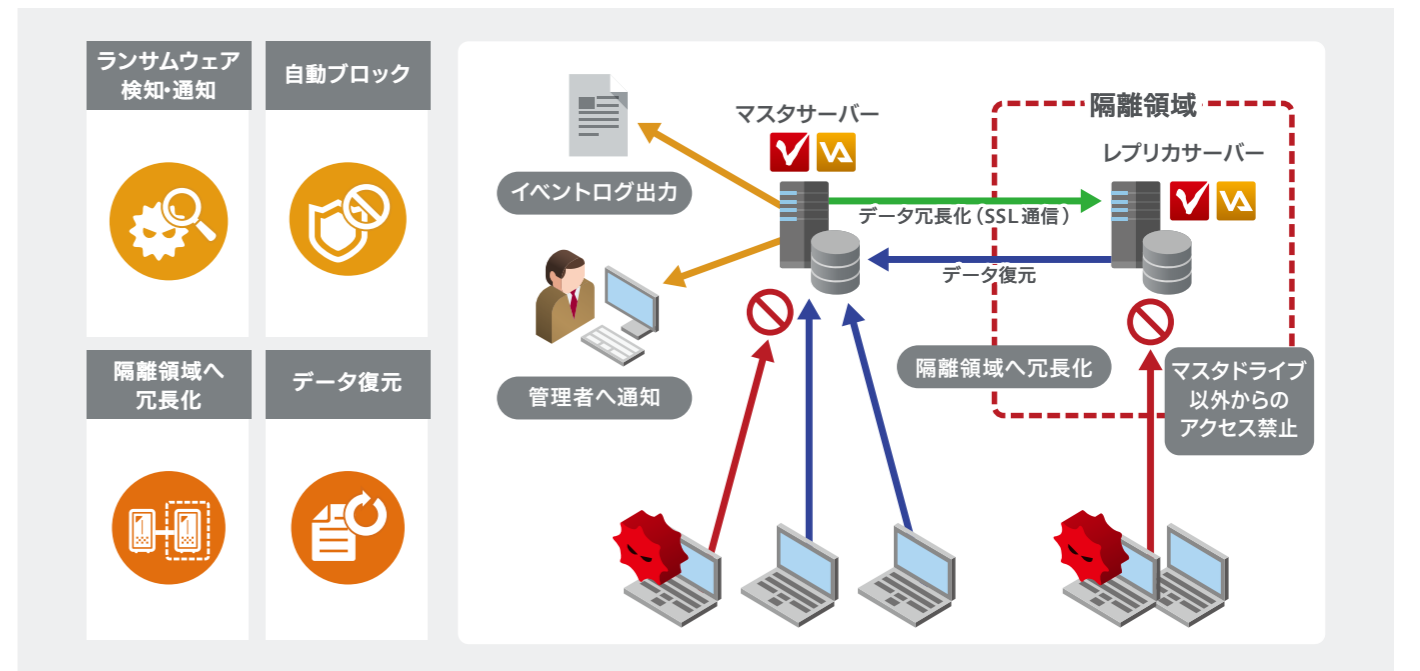 ランサムウェア
検知・通知
自動ブロック
隔離領域へ
冗長化
データ復元
イベントログ出力
管理者へ通知
マスタサーバー
VA
隔離領域
レプリカサーバー
VA
データ冗長化（SSL通信）
データ復元
隔離領域へ冗長化
マスタドライブ
以外からの
アクセス禁止